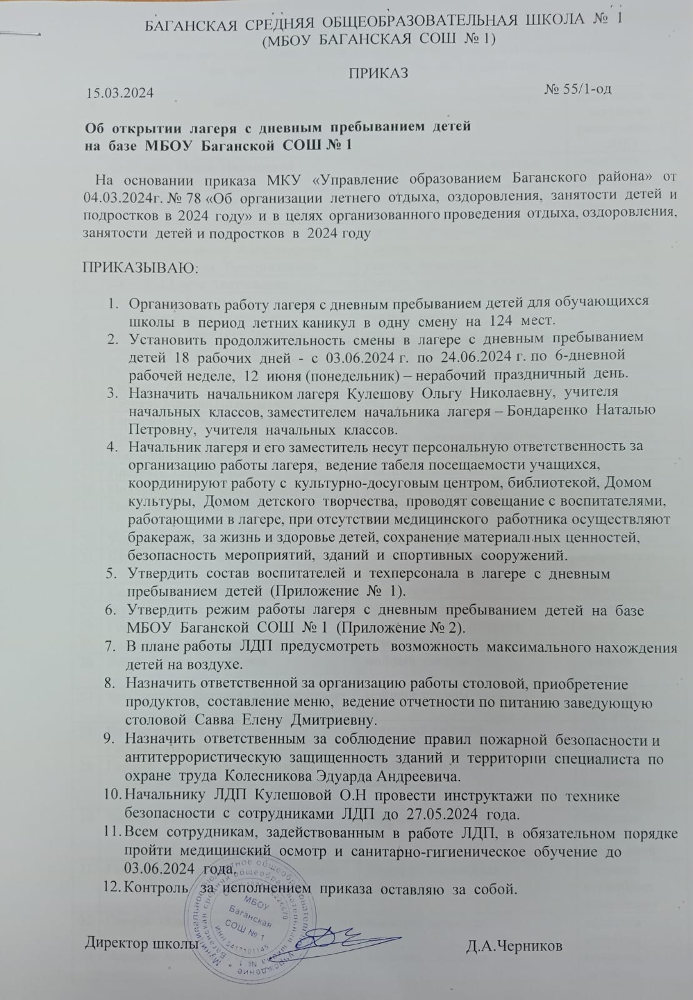 БАГАНСКАЯ СРЕДНЯЯ ОБЩЕОБРАЗОВАТЕЛЬНАЯ ШКОЛА № 1
(МБОУ БАГАНСКАЯ СОШ № 1)
ПРИКАЗ
15.03.2024 № 55/1-од
Об открытии лагеря с дневным пребыванием детей
на базе МБОУ Баганской СОШ № 1
На основании приказа МКУ «Управление образованием Баганского района» от
04.03.2024г. № 78 «Об организации летнего отдыха, оздоровления, занятости детей и
подростков в 2024 году» и в целях организованного проведения отдыха, оздоровления,
занятости детей и подростков в 2024 году
ПРИКАЗЫВАЮ:
1. Организовать работу лагеря с дневным пребыванием детей для обучающихся
школы в период летних каникул в одну смену на 124 мест.
2. Установить продолжительность смены в лагере с дневным пребыванием
детей 18 рабочих дней - с 03.06.2024 г. по 24.06.2024 г. по 6-дневной
рабочей неделе, 12 июня (понедельник) – нерабочий праздничный день.
3. Назначить начальником лагеря Кулешову Ольгу Николаевну, учителя
начальных классов, заместителем начальника лагеря – Бондаренко Наталью
Петровну, учителя начальных классов.
4. Начальник лагеря и его заместитель несут персональную ответственность за
организацию работы лагеря, ведение табеля посещаемости учащихся,
координируют работу с культурно-досуговым центром, библиотекой, Домом
культуры, Домом детского творчества, проводят совещание с воспитателями,
работающими в лагере, при отсутствии медицинского работника осуществляют
бракераж, за жизнь и здоровье детей, сохранение материальных ценностей,
безопасность мероприятий, зданий и спортивных сооружений.
5. Утвердить состав воспитателей и техперсонала в лагере с дневным
пребыванием детей (Приложение № 1).
6. Утвердить режим работы лагеря с дневным пребыванием детей на базе
МБОУ Баганской СОШ № 1 (Приложение № 2).
7. В плане работы ЛДП предусмотреть возможность максимального нахождения
детей на воздухе.
8. Назначить ответственной за организацию работы столовой, приобретение
продуктов, составление меню, ведение отчетности по питанию заведующую
столовой Савва Елену Дмитриевну.
9. Назначить ответственным за соблюдение правил пожарной безопасности и
антитеррористическую защищенность зданий и территории специалиста по
охране труда Колесникова Эдуарда Андреевича.
10. Начальнику ЛДП Кулешовой О.Н провести инструктажи по технике
безопасности с сотрудниками ЛДП до 27.05.2024 года.
11. Всем сотрудникам, задействованным в работе ЛДП, в обязательном порядке
пройти медицинский осмотр и санитарно-гигиеническое обучение до
03.06.2024 года.
12. Контроль за исполнением приказа оставляю за собой.
Директор школы Д.А.Черников
МБОУ
Баганская
СОШ № 1
ИНН 5417101145
Муниципальное бюджетное общеобразовательное учреждение
Баганская средняя общеобразовательная школа № 1